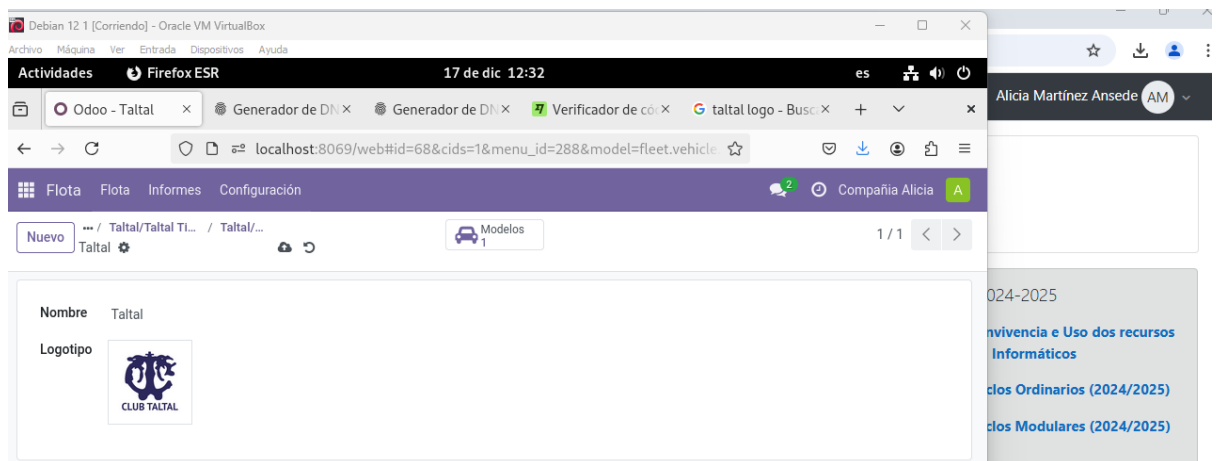 Debian 12 1 [Corriendo] - Oracle VM VirtualBox
Archivo Máquina Ver Entrada Dispositivos Ayuda
Actividades Firefox ESR 17 de dic 12:32 es
Odoo - Taltal Generador de DN Generador de DN Verificador de có taltal logo - Busc
localhost:8069/web#id=68&cids=1&menu_id=288&model=fleet.vehicle.
Alicia Martínez Ansede AM
Flota Flota Informes Configuración 2 Compañia Alicia A
Nuevo ··· / Taltal/Taltal Ti... / Taltal/...
Taltal
Modelos
1
1 / 1
Nombre Taltal
Logotipo
CLUB TALTAL
024-2025
nvivencia e Uso dos recursos
Informáticos
clos Ordinarios (2024/2025)
clos Modulares (2024/2025)